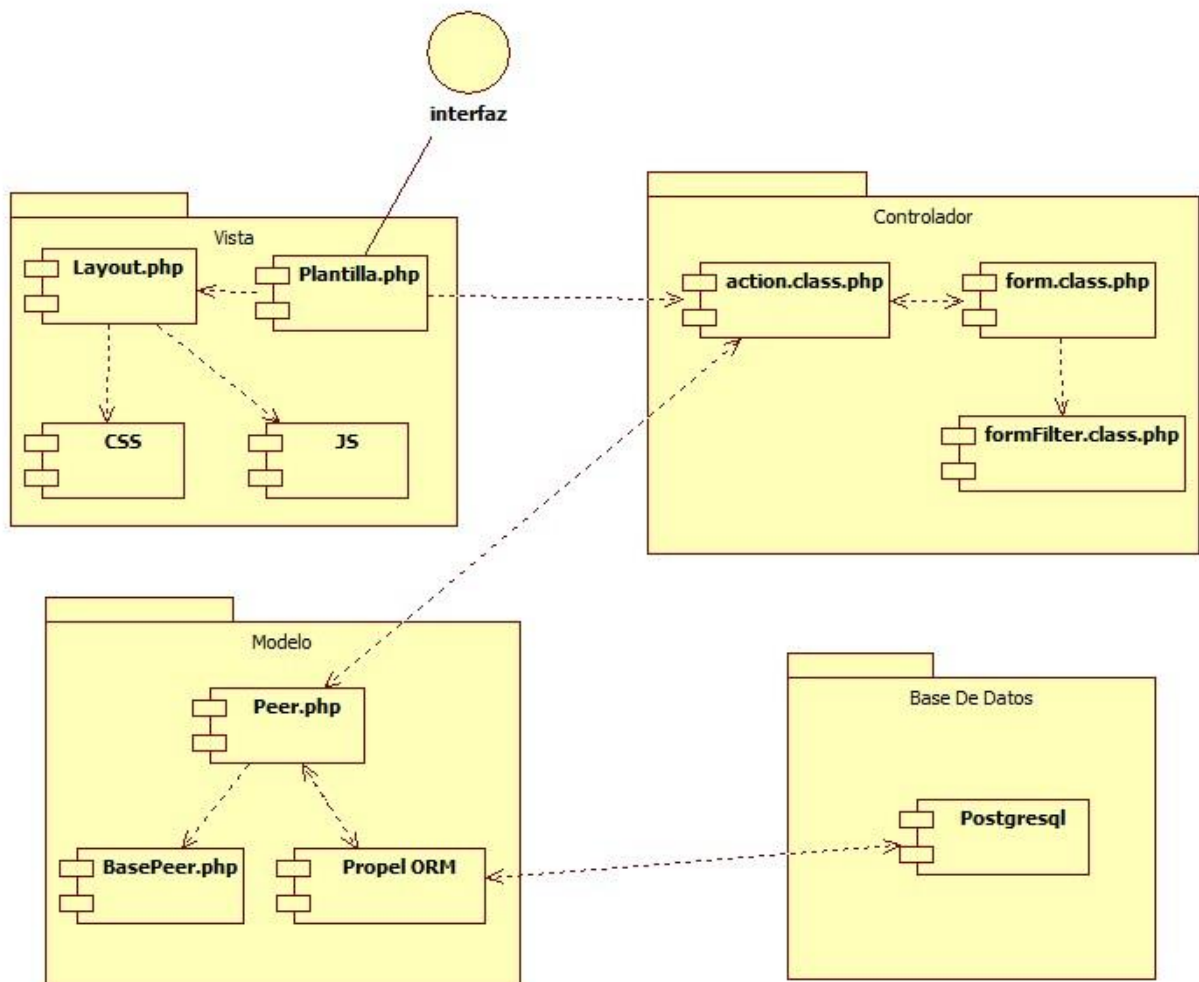 interfaz
Vista
Layout.php
Plantilla.php
CSS
JS
Controlador
action.class.php
form.class.php
formFilter.class.php
Modelo
Peer.php
BasePeer.php
Propel ORM
Base De Datos
Postgresql